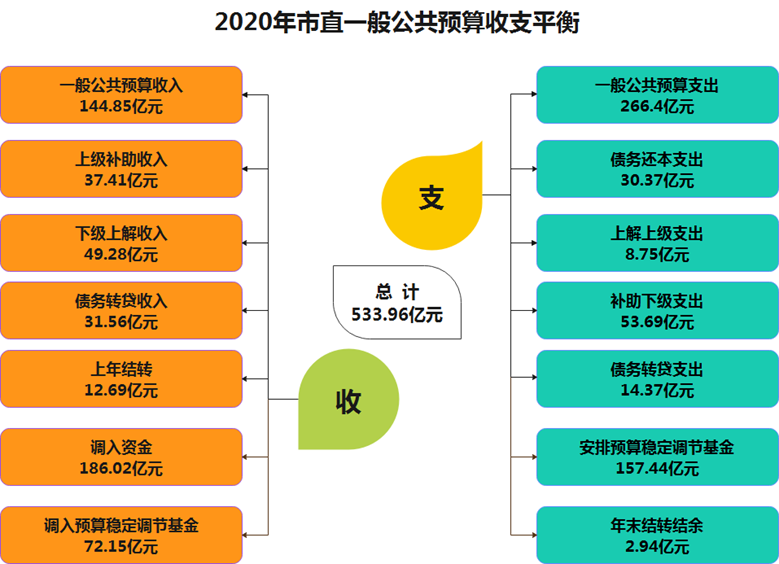 2020年市直一般公共预算收支平衡
一般公共预算收入
144.85亿元
上级补助收入
37.41亿元
下级上解收入
49.28亿元
债务转贷收入
31.56亿元
上年结转
12.69亿元
调入资金
186.02亿元
调入预算稳定调节基金
72.15亿元
支
总 计
533.96亿元
收
一般公共预算支出
266.4亿元
债务还本支出
30.37亿元
上解上级支出
8.75亿元
补助下级支出
53.69亿元
债务转贷支出
14.37亿元
安排预算稳定调节基金
157.44亿元
年末结转结余
2.94亿元